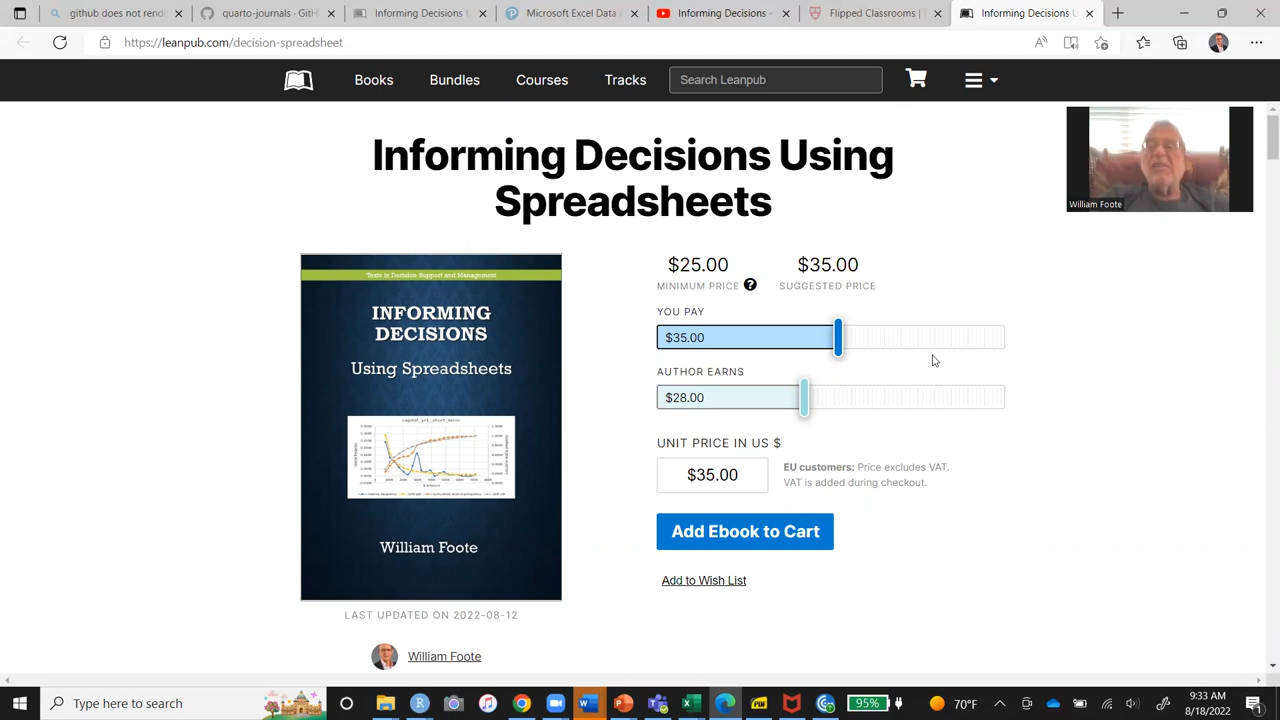 does not rende
quarto-journals · GitH
Informing Decisions U
Microsoft Excel Data A
Informing Decisions -
Flipped Classrooms |
Informing Decisions U
https://leanpub.com/decision-spreadsheet
Books
Bundles
Courses
Tracks
Search Leanpub
Informing Decisions Using
Spreadsheets
William Foote
Texts in Decision Support and Management
INFORMING
DECISIONS
Using Spreadsheets
capital_yr1_short_term
William Foote
LAST UPDATED ON 2022-08-12
William Foote
$25.00
MINIMUM PRICE
$35.00
SUGGESTED PRICE
YOU PAY
$35.00
AUTHOR EARNS
$28.00
UNIT PRICE IN US $
$35.00
EU customers: Price excludes VAT.
VAT is added during checkout.
Add Ebook to Cart
Add to Wish List
Type here to search
95%
70°F
9:33 AM
8/18/2022